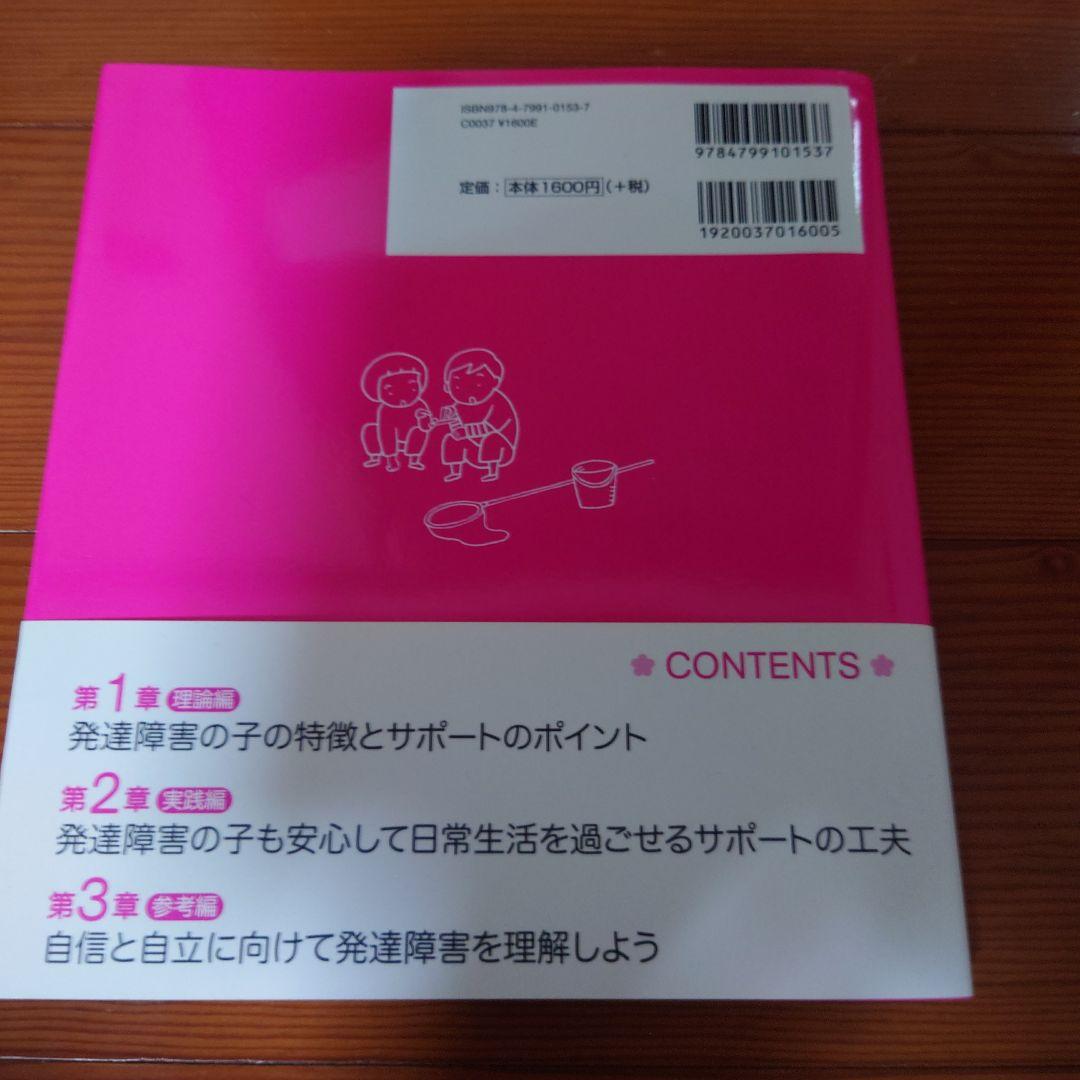 ISBN978-4-7991-0153-7
C0037 ¥1600E
9784799101537
定価：本体1600円（＋税）
1920037016005
CONTENTS
第1章 理論編
発達障害の子の特徴とサポートのポイント
第2章 実践編
発達障害の子も安心して日常生活を過ごせるサポートの工夫
第3章 参考編
自信と自立に向けて発達障害を理解しよう